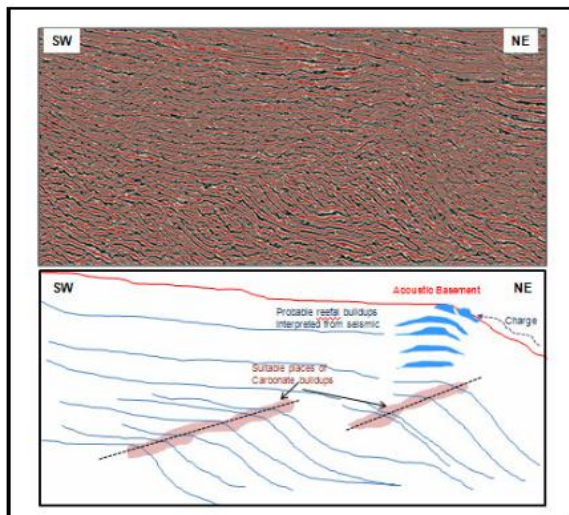 SW
NE
SW
NE
Acoustic Basement
Probable reefal buildups
Interpreted from seismic
Charge
Suitable places of
Carbonate buildups